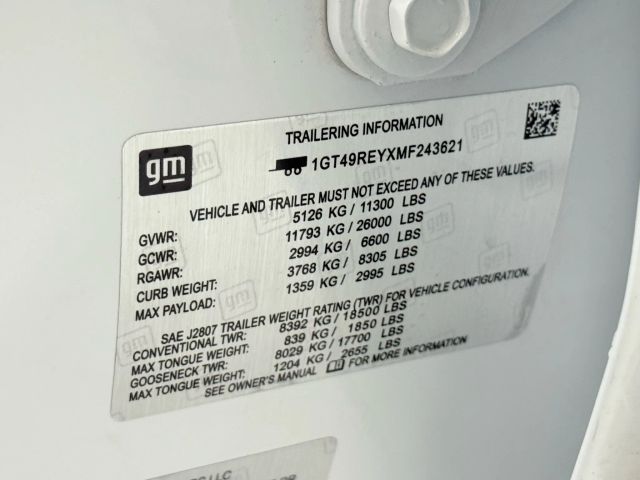 gm
TRAILERING INFORMATION
1GT49REYXMF243621
VEHICLE AND TRAILER MUST NOT EXCEED ANY OF THESE VALUES.
GVWR: 5126 KG / 11300 LBS
GCWR: 11793 KG / 26000 LBS
RGAWR: 2994 KG / 6600 LBS
CURB WEIGHT: 3768 KG / 8305 LBS
MAX PAYLOAD: 1359 KG / 2995 LBS
SAE J2807 TRAILER WEIGHT RATING (TWR) FOR VEHICLE CONFIGURATION.
CONVENTIONAL TWR: 8392 KG / 18500 LBS
MAX TONGUE WEIGHT: 839 KG / 1850 LBS
GOOSENECK TWR: 8029 KG / 17700 LBS
MAX TONGUE WEIGHT: 1204 KG / 2655 LBS
SEE OWNER'S MANUAL FOR MORE INFORMATION
LLC